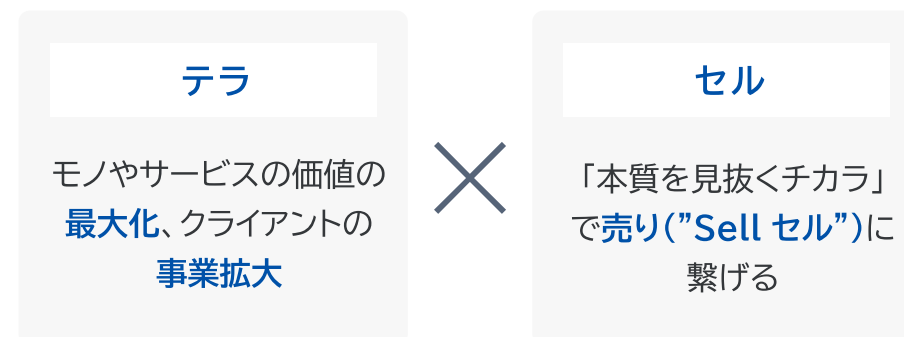 テラ
モノやサービスの価値の
最大化、クライアントの
事業拡大
×
セル
「本質を見抜くチカラ」
で売り(”Sell セル”)に
繋げる